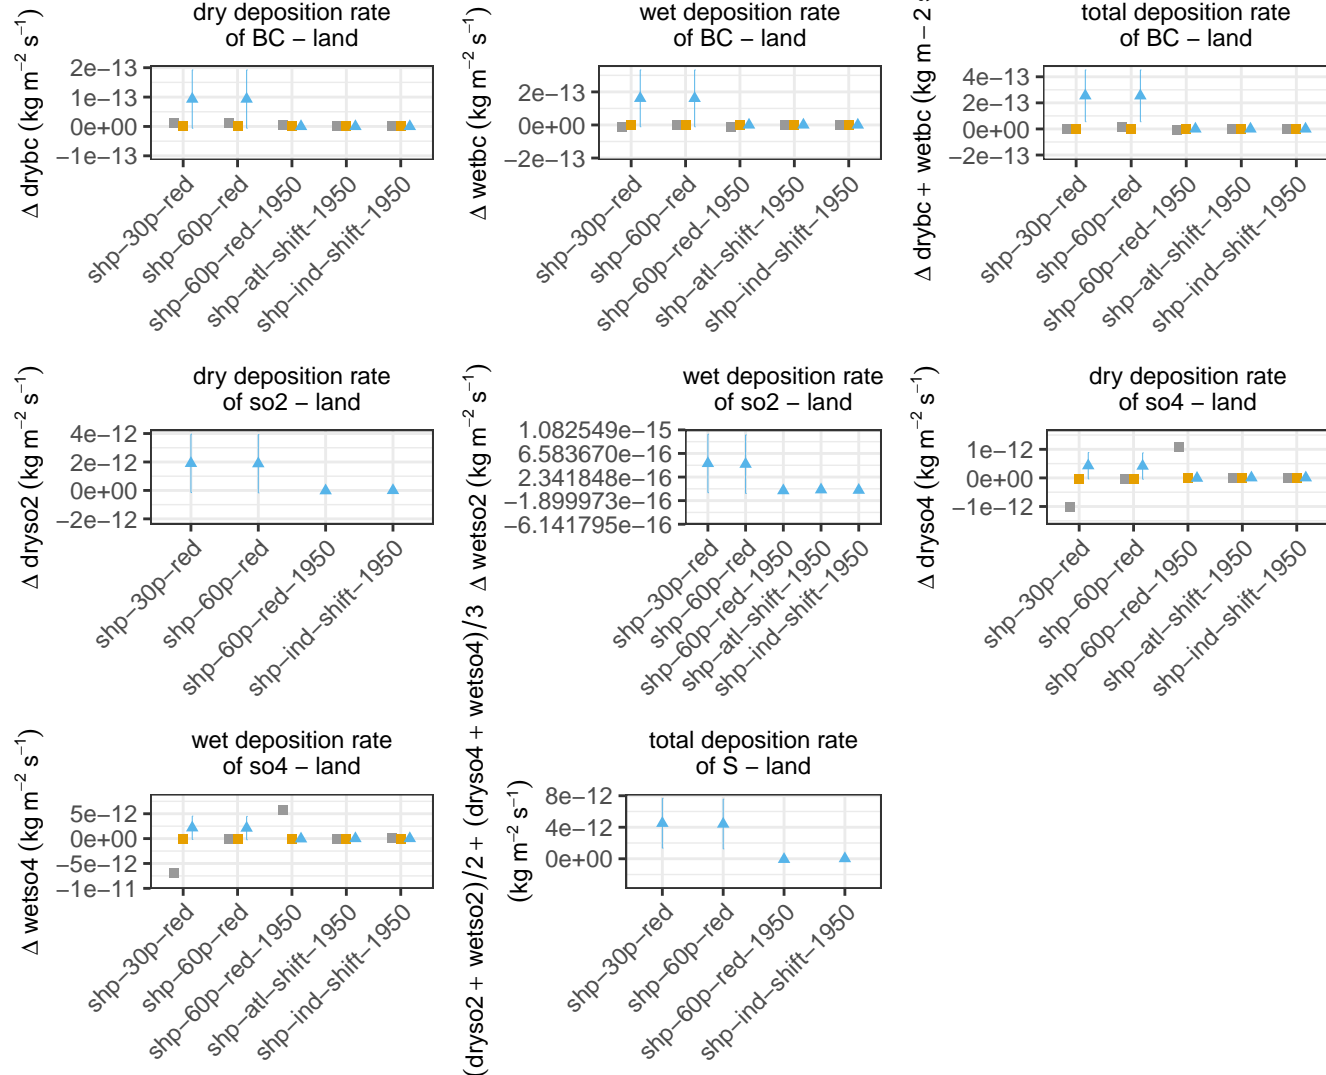 dry deposition rate
of BC − land
Δ drybc (kg m−2 s−1)
2e−13
1e−13
0e+00
−1e−13
shp−30p−red
shp−60p−red
shp−60p−red−1950
shp−atl−shift−1950
shp−ind−shift−1950
wet deposition rate
of BC − land
Δ wetbc (kg m−2 s−1)
2e−13
0e+00
−2e−13
shp−30p−red
shp−60p−red
shp−60p−red−1950
shp−atl−shift−1950
shp−ind−shift−1950
total deposition rate
of BC − land
Δ drybc + wetbc (kg m−2
4e−13
2e−13
0e+00
−2e−13
shp−30p−red
shp−60p−red
shp−60p−red−1950
shp−atl−shift−1950
shp−ind−shift−1950
dry deposition rate
of so2 − land
Δ dryso2 (kg m−2 s−1)
4e−12
2e−12
0e+00
−2e−12
shp−30p−red
shp−60p−red
shp−60p−red−1950
shp−ind−shift−1950
wet deposition rate
of so2 − land
Δ wetso2 (kg m−2 s−1)
1.082549e−15
6.583670e−16
2.341848e−16
−1.899973e−16
−6.141795e−16
shp−30p−red
shp−60p−red
shp−60p−red−1950
shp−atl−shift−1950
shp−ind−shift−1950
dry deposition rate
of so4 − land
Δ dryso4 (kg m−2 s−1)
1e−12
0e+00
−1e−12
shp−30p−red
shp−60p−red
shp−60p−red−1950
shp−atl−shift−1950
shp−ind−shift−1950
wet deposition rate
of so4 − land
Δ wetso4 (kg m−2 s−1)
5e−12
0e+00
−5e−12
−1e−11
shp−30p−red
shp−60p−red
shp−60p−red−1950
shp−atl−shift−1950
shp−ind−shift−1950
total deposition rate
of S − land
(dryso2 + wetso2)/2 + (dryso4 + wetso4)/3
(kg m−2 s−1)
8e−12
4e−12
0e+00
shp−30p−red
shp−60p−red
shp−60p−red−1950
shp−ind−shift−1950